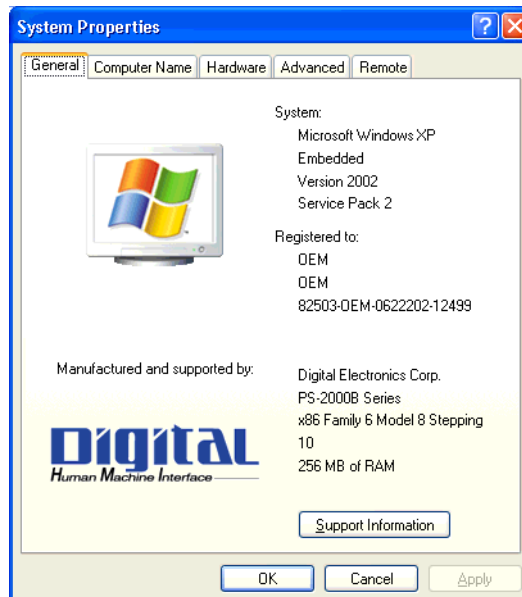 System Properties
General
Computer Name
Hardware
Advanced
Remote
System:
Microsoft Windows XP
Embedded
Version 2002
Service Pack 2
Registered to:
OEM
OEM
82503-OEM-0622202-12499
Manufactured and supported by:
Digital Electronics Corp.
PS-2000B Series
x86 Family 6 Model 8 Stepping
10
256 MB of RAM
Digital
Human Machine Interface
Support Information
OK
Cancel
Apply